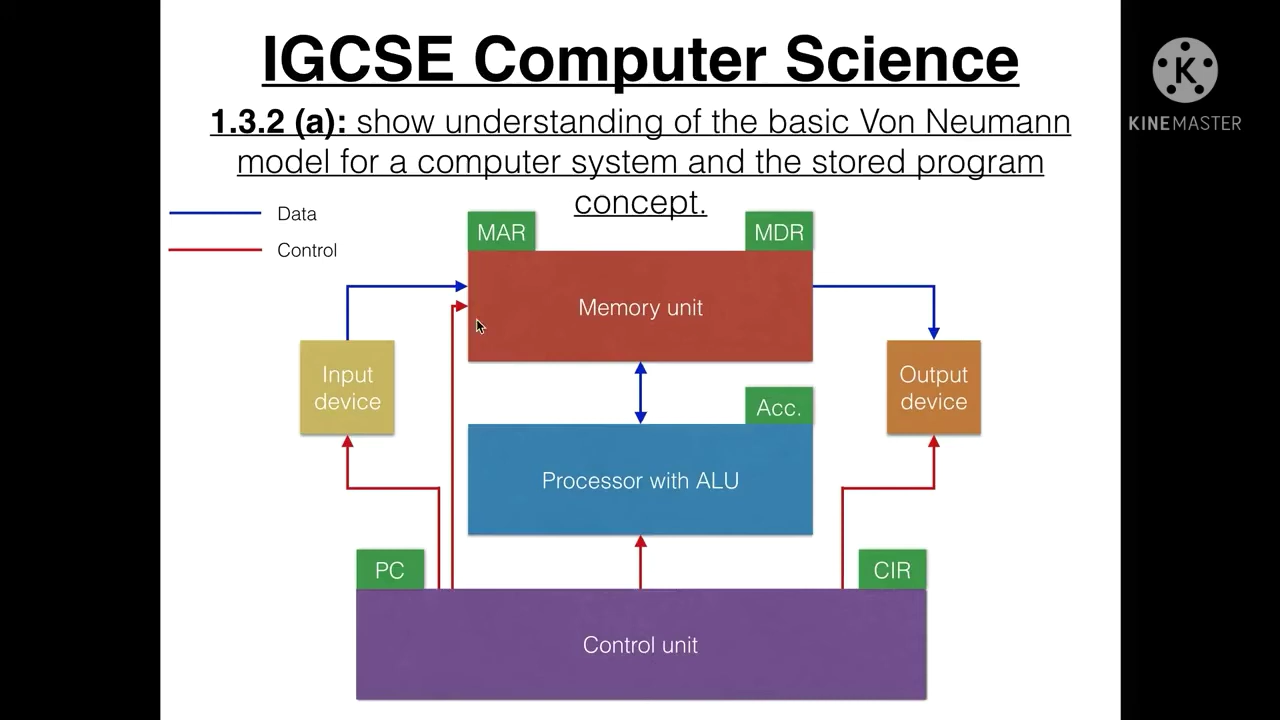 IGCSE Computer Science
1.3.2 (a): show understanding of the basic Von Neumann
model for a computer system and the stored program
concept.
K
KINEMASTER
Data
Control
MAR
MDR
Memory unit
Input
device
Output
device
Acc.
Processor with ALU
PC
CIR
Control unit